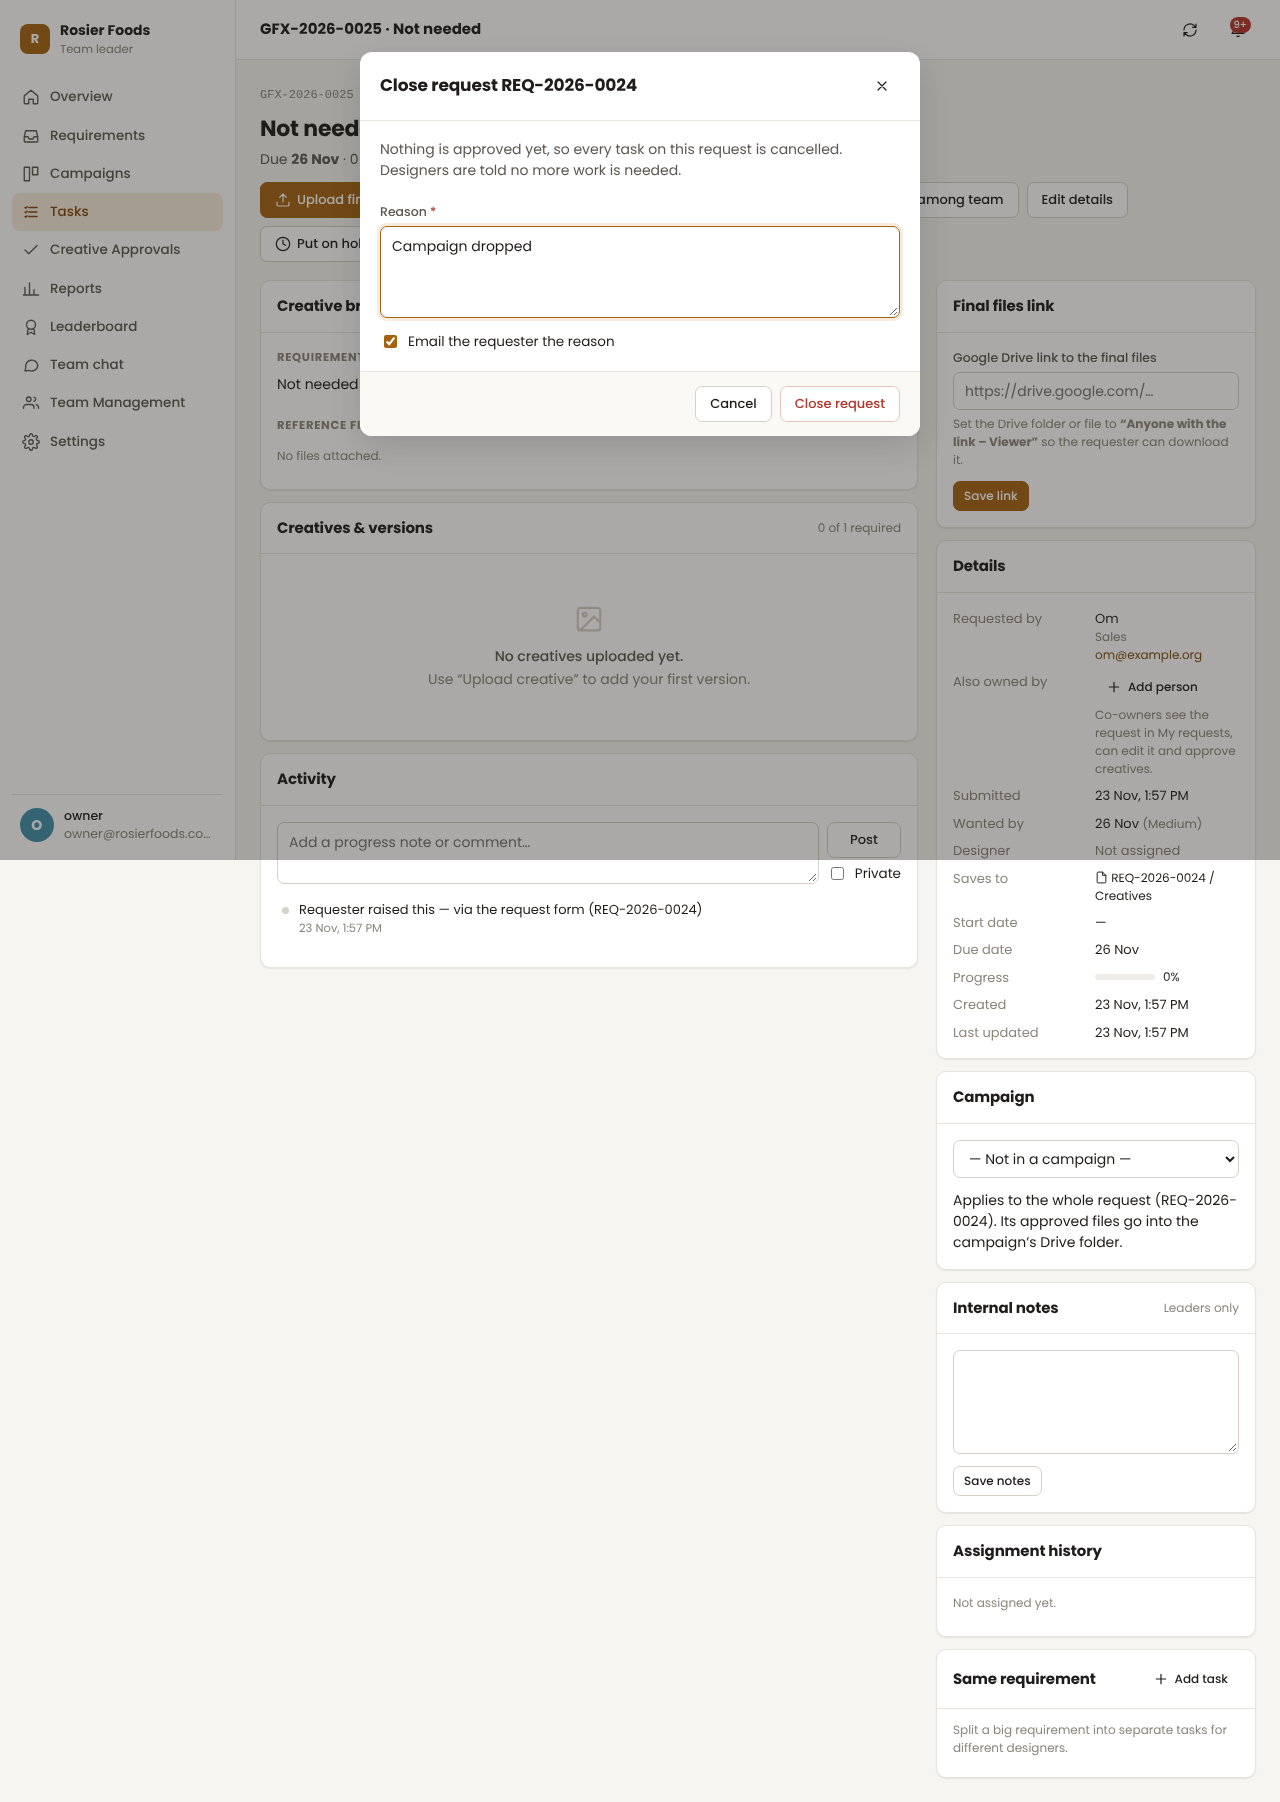 R
Rosier Foods
Team leader
Overview
Requirements
Campaigns
Tasks
Creative Approvals
Reports
Leaderboard
Team chat
Team Management
Settings
O
owner
owner@rosierfoods.co…
GFX-2026-0025 · Not needed
9+
GFX-2026-0025
Not need
Due 26 Nov · 0
Upload fi
among team
Edit details
Put on hol
Close request REQ-2026-0024
Nothing is approved yet, so every task on this request is cancelled.
Designers are told no more work is needed.
Reason *
Campaign dropped
Email the requester the reason
Cancel
Close request
Creative br
REQUIREMENT
Not needed
REFERENCE FI
No files attached.
Creatives & versions
0 of 1 required
No creatives uploaded yet.
Use “Upload creative” to add your first version.
Activity
Add a progress note or comment…
Post
Private
Requester raised this — via the request form (REQ-2026-0024)
23 Nov, 1:57 PM
Final files link
Google Drive link to the final files
https://drive.google.com/…
Set the Drive folder or file to “Anyone with the
link – Viewer” so the requester can download
it.
Save link
Details
Requested by
Om
Sales
om@example.org
Also owned by
Add person
Co-owners see the
request in My requests,
can edit it and approve
creatives.
Submitted
23 Nov, 1:57 PM
Wanted by
26 Nov (Medium)
Designer
Not assigned
Saves to
REQ-2026-0024 /
Creatives
Start date
—
Due date
26 Nov
Progress
0%
Created
23 Nov, 1:57 PM
Last updated
23 Nov, 1:57 PM
Campaign
— Not in a campaign —
Applies to the whole request (REQ-2026-
0024). Its approved files go into the
campaign’s Drive folder.
Internal notes
Leaders only
Save notes
Assignment history
Not assigned yet.
Same requirement
Add task
Split a big requirement into separate tasks for
different designers.